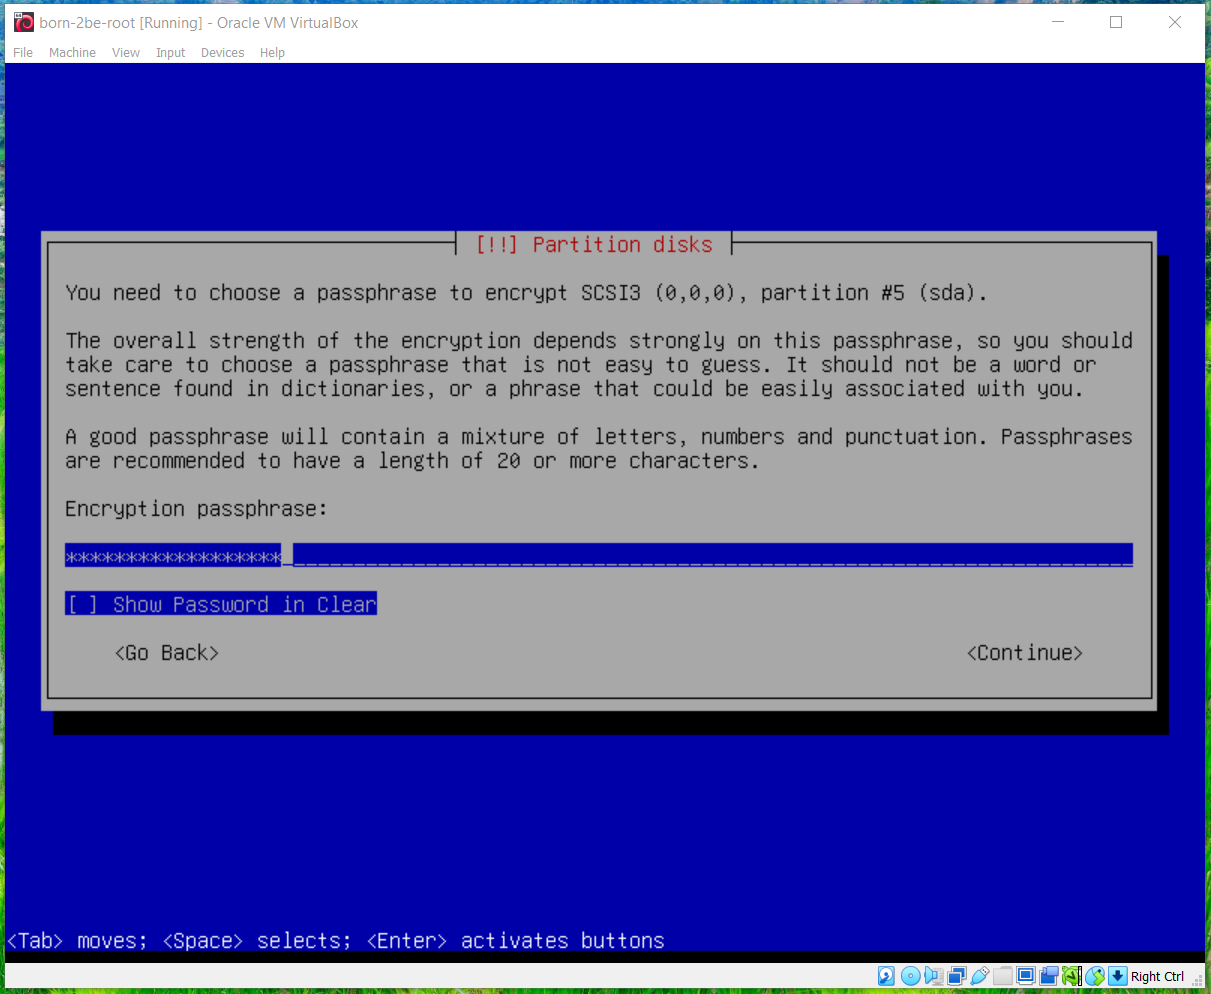 born-2be-root [Running] - Oracle VM VirtualBox
File Machine View Input Devices Help
[!!] Partition disks
You need to choose a passphrase to encrypt SCSI3 (0,0,0), partition #5 (sda).
The overall strength of the encryption depends strongly on this passphrase, so you should
take care to choose a passphrase that is not easy to guess. It should not be a word or
sentence found in dictionaries, or a phrase that could be easily associated with you.
A good passphrase will contain a mixture of letters, numbers and punctuation. Passphrases
are recommended to have a length of 20 or more characters.
Encryption passphrase:
******************
[ ] Show Password in Clear
<Go Back> <Continue>
<Tab> moves; <Space> selects; <Enter> activates buttons
Right Ctrl